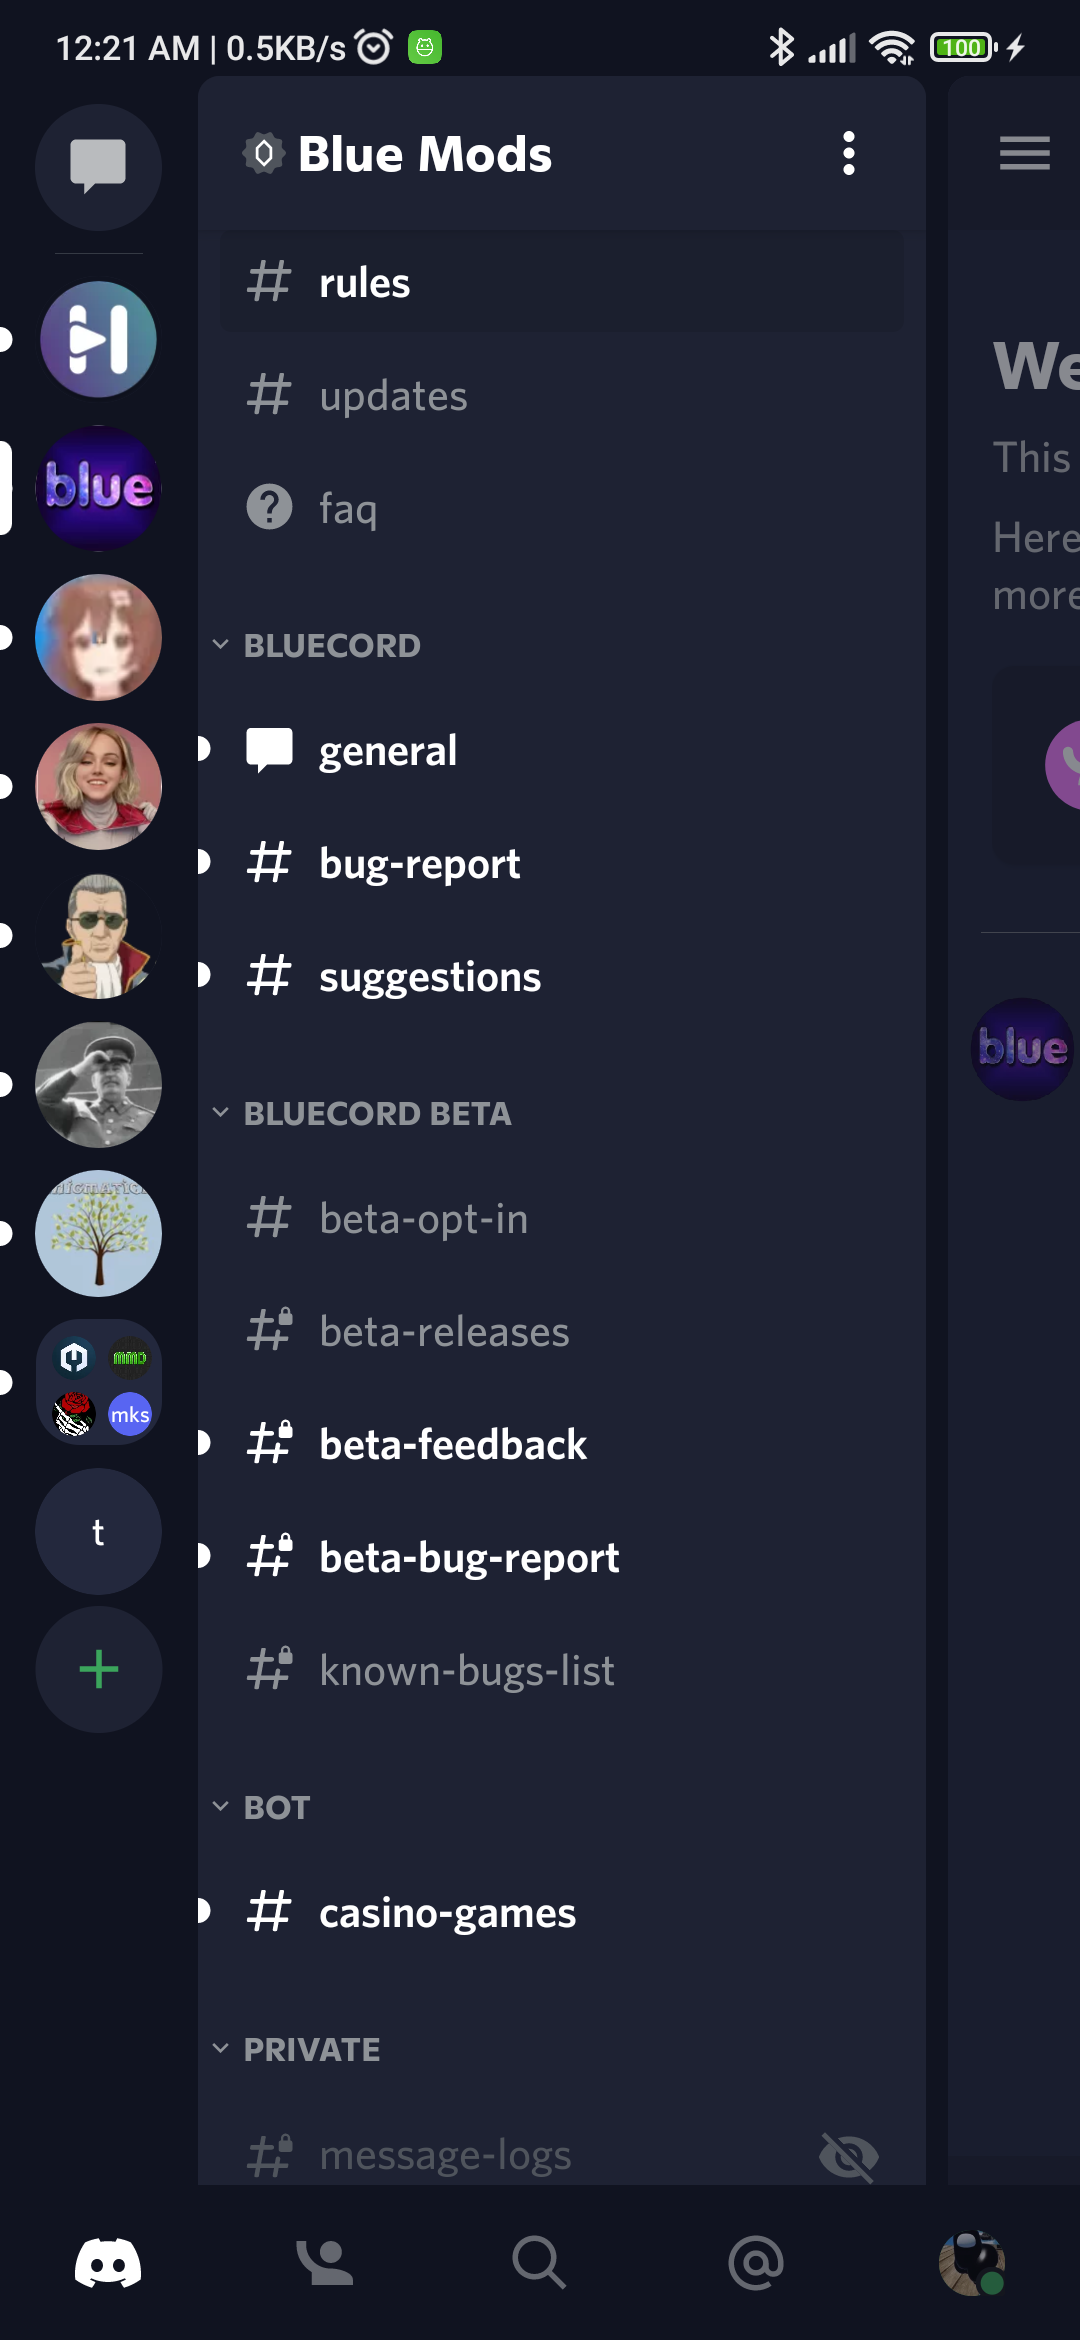 12:21 AM | 0.5KB/s
100
Blue Mods
rules
updates
faq
BLUECORD
general
bug-report
suggestions
BLUECORD BETA
beta-opt-in
beta-releases
beta-feedback
beta-bug-report
known-bugs-list
BOT
casino-games
PRIVATE
message-logs
blue
mmd
mks
t
We
This
Here
more
blue